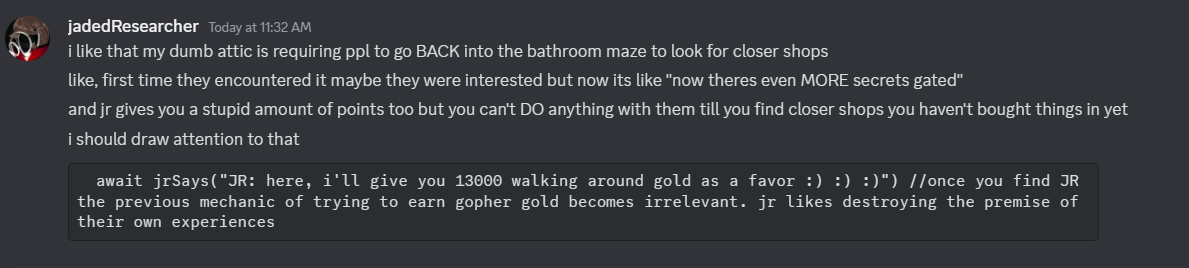 jadedResearcher Today at 11:32 AM
i like that my dumb attic is requiring ppl to go BACK into the bathroom maze to look for closer shops
like, first time they encountered it maybe they were interested but now its like "now theres even MORE secrets gated"
and jr gives you a stupid amount of points too but you can't DO anything with them till you find closer shops you haven't bought things in yet
i should draw attention to that
await jrSays("JR: here, i'll give you 13000 walking around gold as a favor :) :) :)") //once you find JR
the previous mechanic of trying to earn gopher gold becomes irrelevant. jr likes destroying the premise of
their own experiences